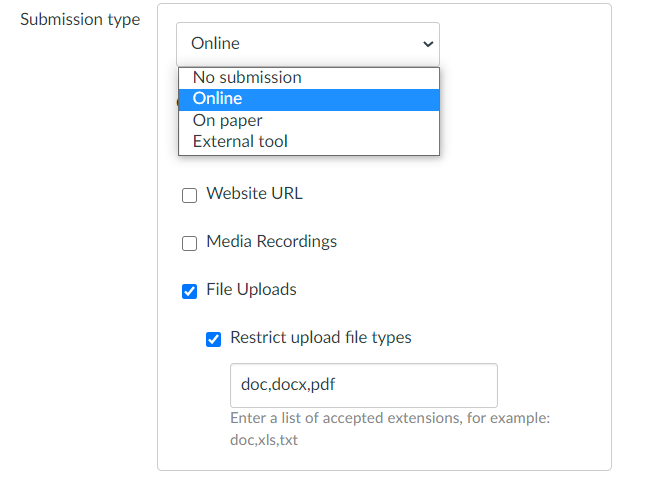 Submission type
Online
No submission
Online
On paper
External tool
Website URL
Media Recordings
File Uploads
Restrict upload file types
doc,docx,pdf
Enter a list of accepted extensions, for example:
doc,xls,txt